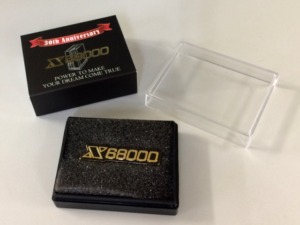 30th Anniversary
X68000
POWER TO MAKE
YOUR DREAM COME TRUE
X68000